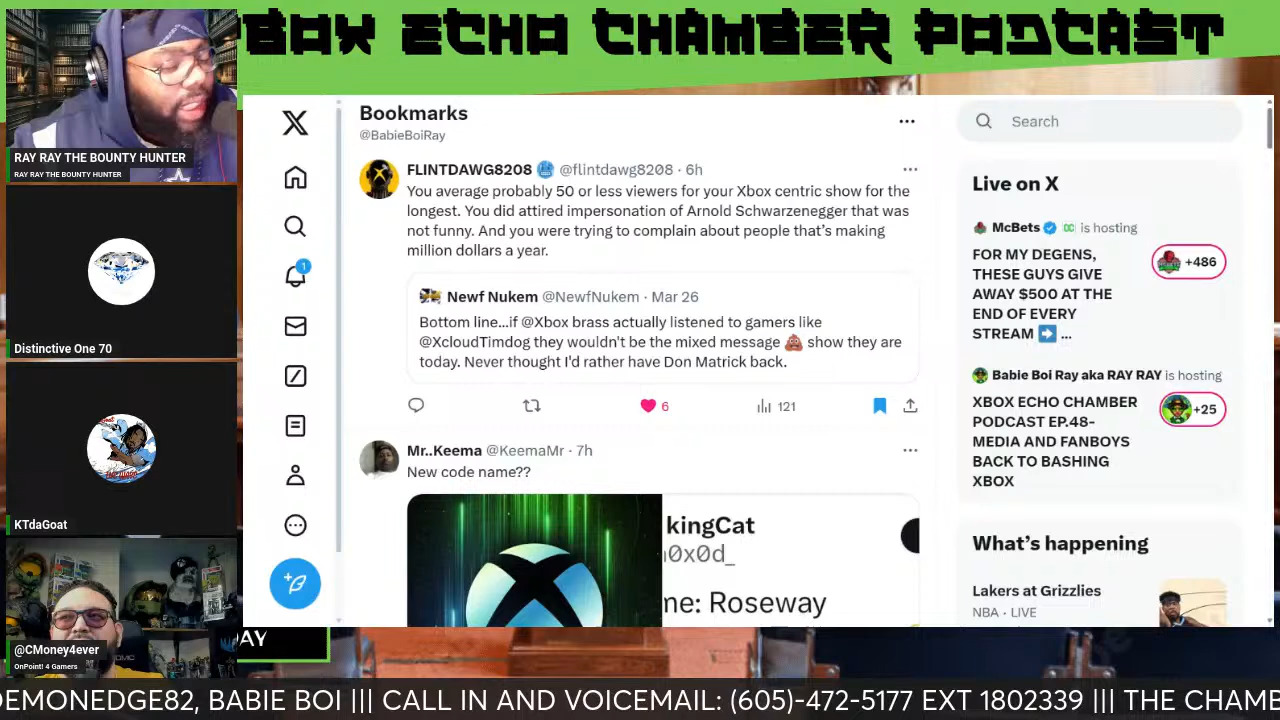 BOX ECHO CHAMBER PODCAST
RAY RAY THE BOUNTY HUNTER
RAY RAY THE BOUNTY HUNTER
Distinctive One 70
KTdaGoat
@CMoney4ever
OnPoint! 4 Gamers
X
1
Bookmarks
@BabieBoiRay
FLINTDAWG8208 @flintdawg8208 · 6h
You average probably 50 or less viewers for your Xbox centric show for the
longest. You did attired impersonation of Arnold Schwarzenegger that was
not funny. And you were trying to complain about people that's making
million dollars a year.
Newf Nukem @NewfNukem · Mar 26
Bottom line...if @Xbox brass actually listened to gamers like
@XcloudTimdog they wouldn't be the mixed message 💩 show they are
today. Never thought I'd rather have Don Matrick back.
6
121
Mr..Keema @KeemaMr · 7h
New code name??
kingCat
0x0d_
me: Roseway
Search
Live on X
McBets is hosting
FOR MY DEGENS,
THESE GUYS GIVE
AWAY $500 AT THE
END OF EVERY
STREAM ➡️ ...
+486
Babie Boi Ray aka RAY RAY is hosting
XBOX ECHO CHAMBER
PODCAST EP.48-
MEDIA AND FANBOYS
BACK TO BASHING
XBOX
+25
What's happening
Lakers at Grizzlies
NBA · LIVE
AY
DEMONEDGE82, BABIE BOI ||| CALL IN AND VOICEMAIL: (605)-472-5177 EXT 1802339 ||| THE CHAMB